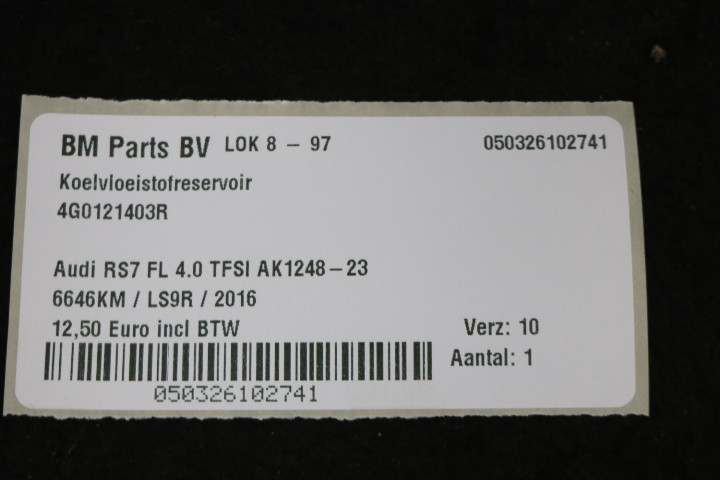 BM Parts BV LOK 8 - 97 050326102741
Koelvloeistofreservoir
4G0121403R
Audi RS7 FL 4.0 TFSI AK1248-23
6646KM / LS9R / 2016
12,50 Euro incl BTW Verz: 10
Aantal: 1
050326102741